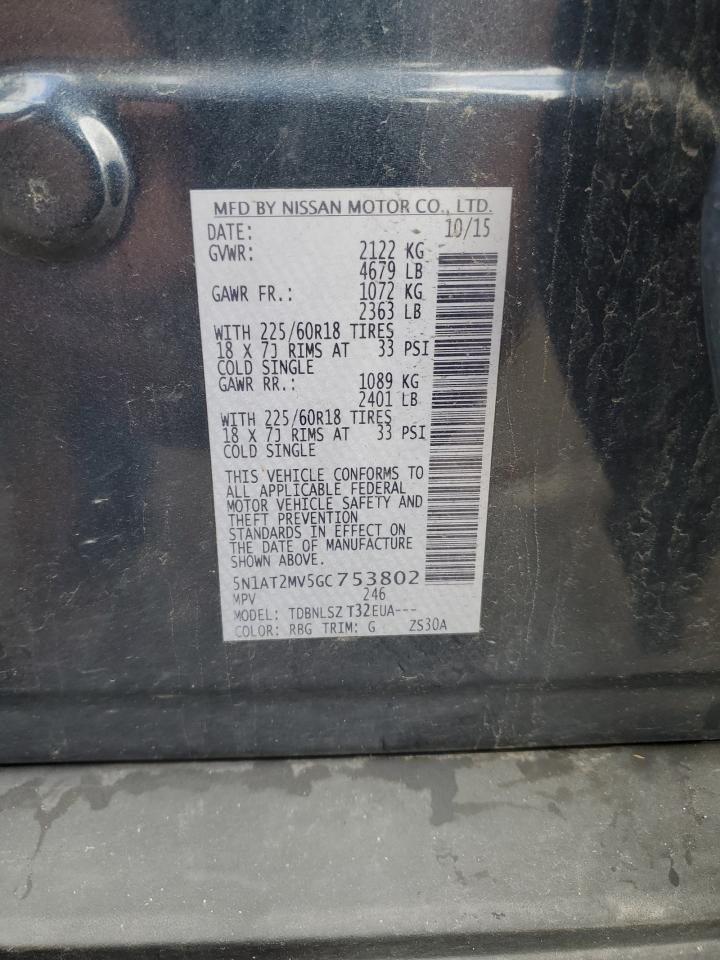 MFD BY NISSAN MOTOR CO., LTD.
DATE: 10/15
GVWR: 2122 KG
4679 LB
GAWR FR.: 1072 KG
2363 LB
WITH 225/60R18 TIRES
18 X 7J RIMS AT 33 PSI
COLD SINGLE
GAWR RR.: 1089 KG
2401 LB
WITH 225/60R18 TIRES
18 X 7J RIMS AT 33 PSI
COLD SINGLE
THIS VEHICLE CONFORMS TO
ALL APPLICABLE FEDERAL
MOTOR VEHICLE SAFETY AND
THEFT PREVENTION
STANDARDS IN EFFECT ON
THE DATE OF MANUFACTURE
SHOWN ABOVE.
5N1AT2MV5GC753802
MPV 246
MODEL: TDBNLSZ T32EUA---
COLOR: RBG TRIM: G ZS30A